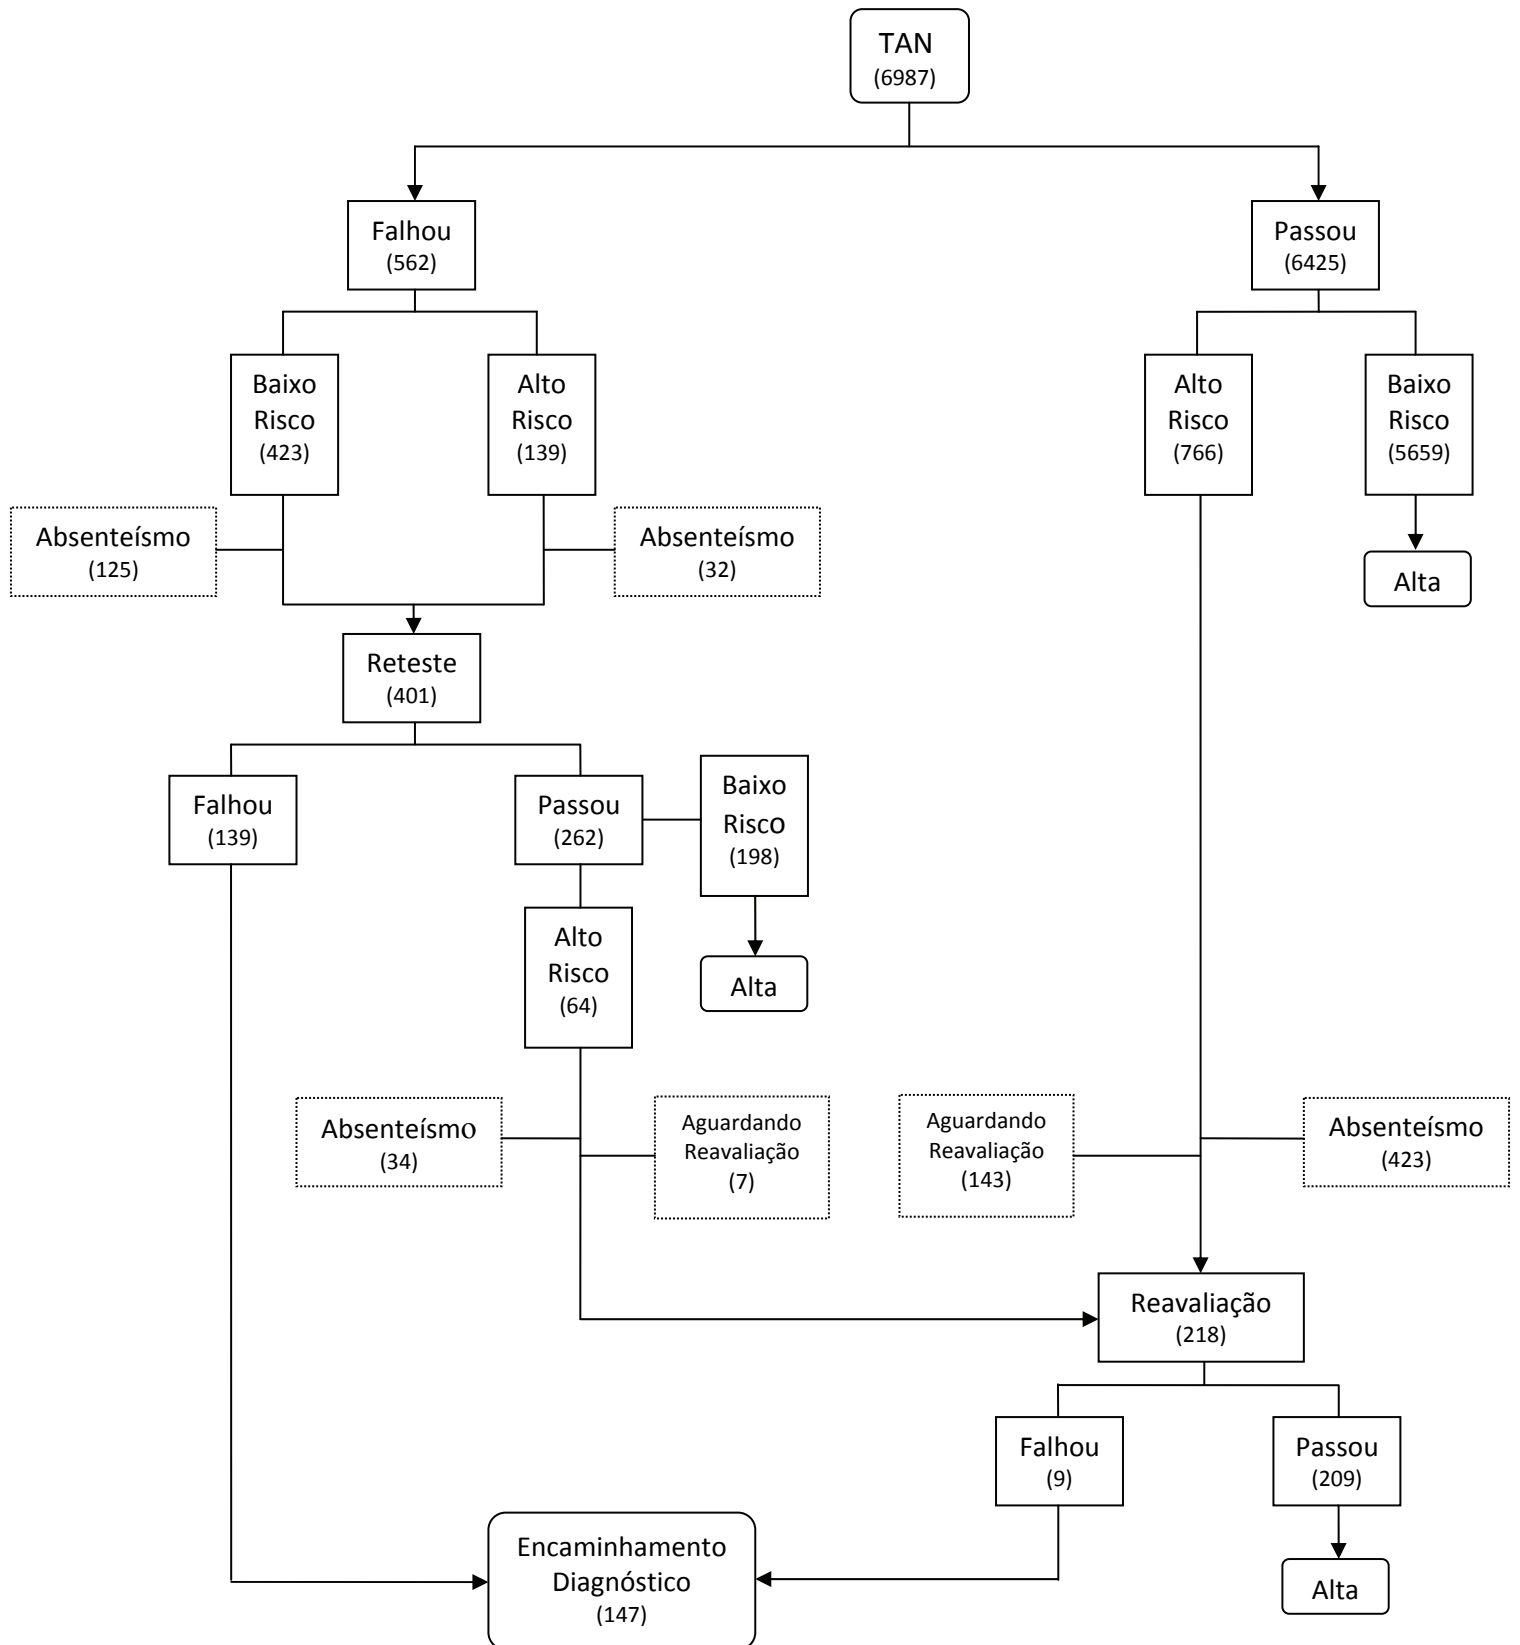 TAN
(6987)
Falhou
(562)
Passou
(6425)
Baixo
Risco
(423)
Alto
Risco
(139)
Alto
Risco
(766)
Baixo
Risco
(5659)
Absenteísmo
(125)
Absenteísmo
(32)
Alta
Reteste
(401)
Falhou
(139)
Passou
(262)
Baixo
Risco
(198)
Alto
Risco
(64)
Alta
Absenteísmo
(34)
Aguardando
Reavaliação
(7)
Aguardando
Reavaliação
(143)
Absenteísmo
(423)
Reavaliação
(218)
Falhou
(9)
Passou
(209)
Encaminhamento
Diagnóstico
(147)
Alta